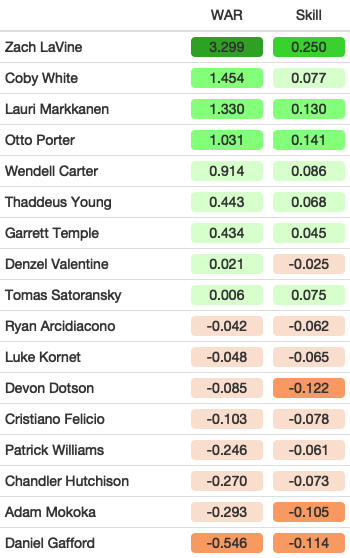 WAR Skill
Zach LaVine 3.299 0.250
Coby White 1.454 0.077
Lauri Markkanen 1.330 0.130
Otto Porter 1.031 0.141
Wendell Carter 0.914 0.086
Thaddeus Young 0.443 0.068
Garrett Temple 0.434 0.045
Denzel Valentine 0.021 -0.025
Tomas Satoransky 0.006 0.075
Ryan Arcidiacono -0.042 -0.062
Luke Kornet -0.048 -0.065
Devon Dotson -0.085 -0.122
Cristiano Felicio -0.103 -0.078
Patrick Williams -0.246 -0.061
Chandler Hutchison -0.270 -0.073
Adam Mokoka -0.293 -0.105
Daniel Gafford -0.546 -0.114